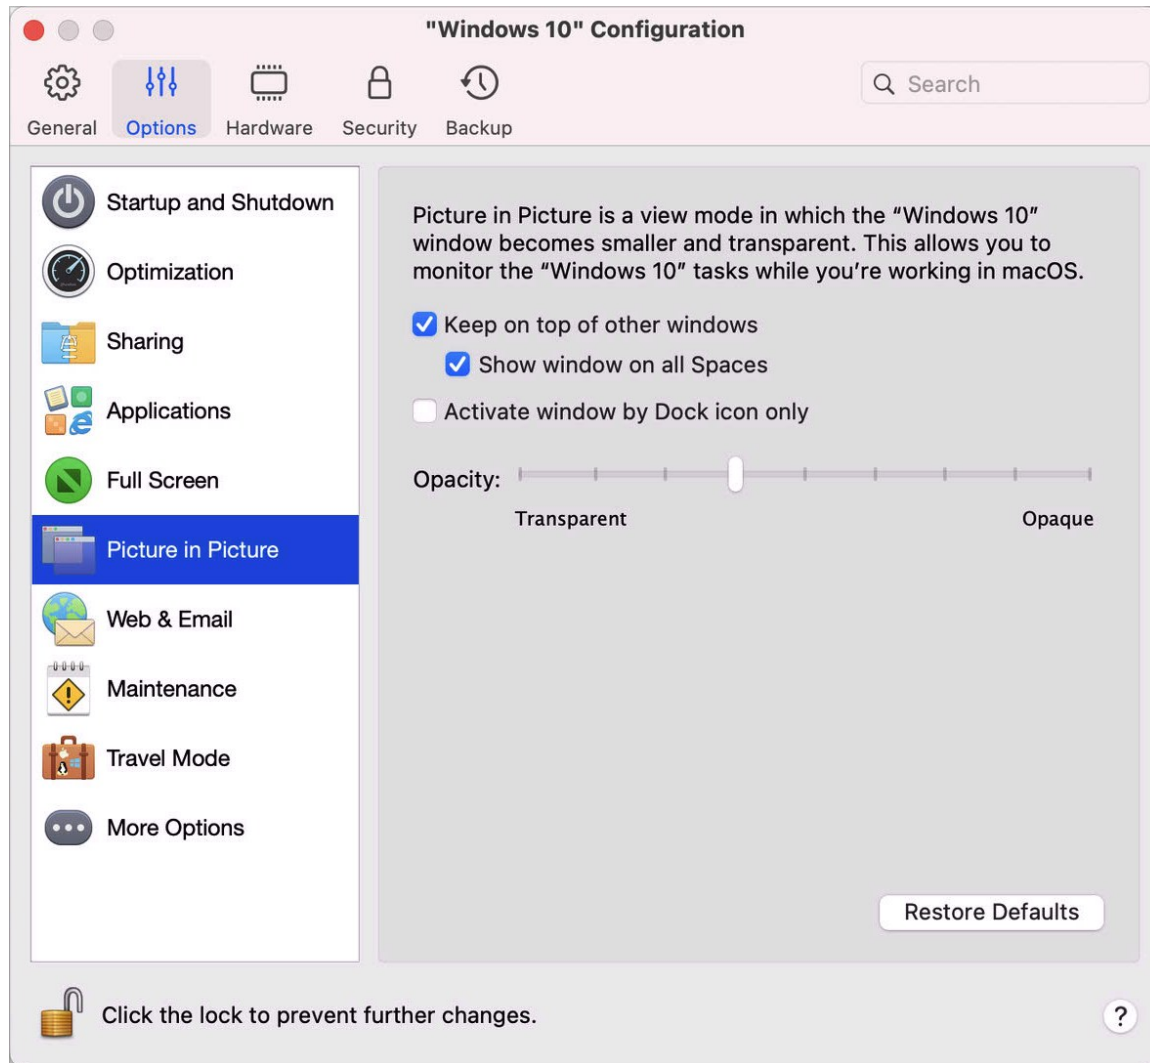 "Windows 10" Configuration
General
Options
Hardware
Security
Backup
Search
Startup and Shutdown
Optimization
Sharing
Applications
Full Screen
Picture in Picture
Web & Email
Maintenance
Travel Mode
More Options
Picture in Picture is a view mode in which the “Windows 10”
window becomes smaller and transparent. This allows you to
monitor the “Windows 10” tasks while you’re working in macOS.
Keep on top of other windows
Show window on all Spaces
Activate window by Dock icon only
Opacity:
Transparent
Opaque
Restore Defaults
Click the lock to prevent further changes.
?